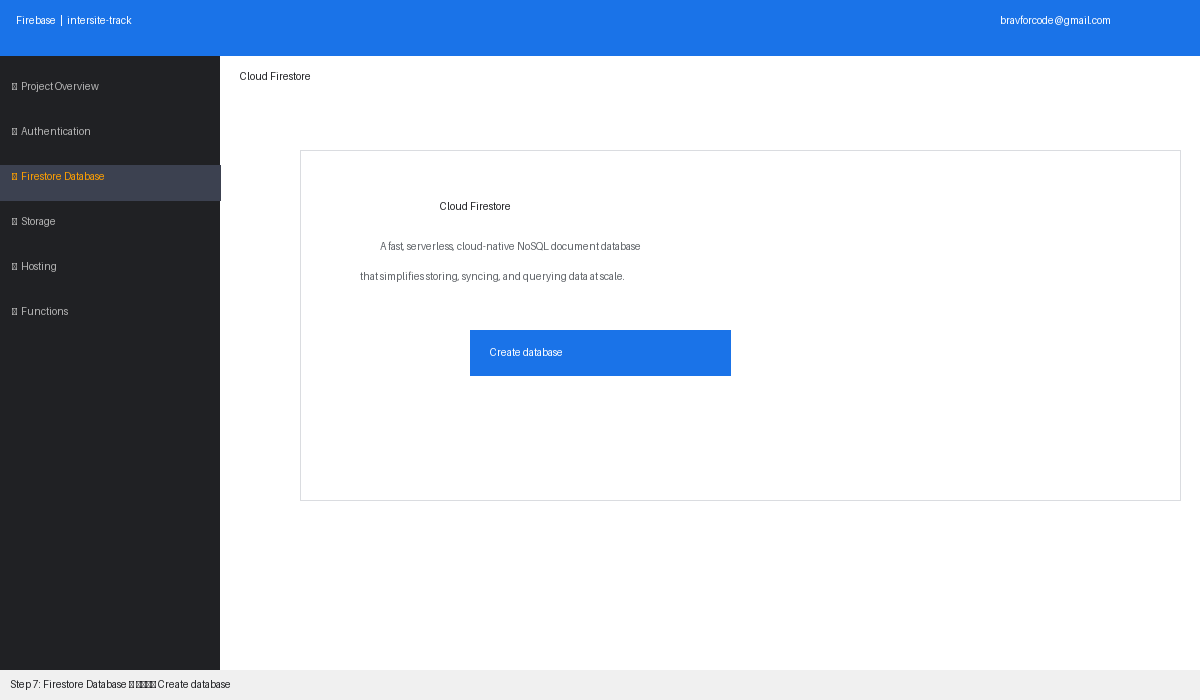 Firebase | intersite-track
bravforcode@gmail.com
Project Overview
Authentication
Firestore Database
Storage
Hosting
Functions
Cloud Firestore
Cloud Firestore
A fast, serverless, cloud-native NoSQL document database
that simplifies storing, syncing, and querying data at scale.
Create database
Step 7: Firestore Database Create database